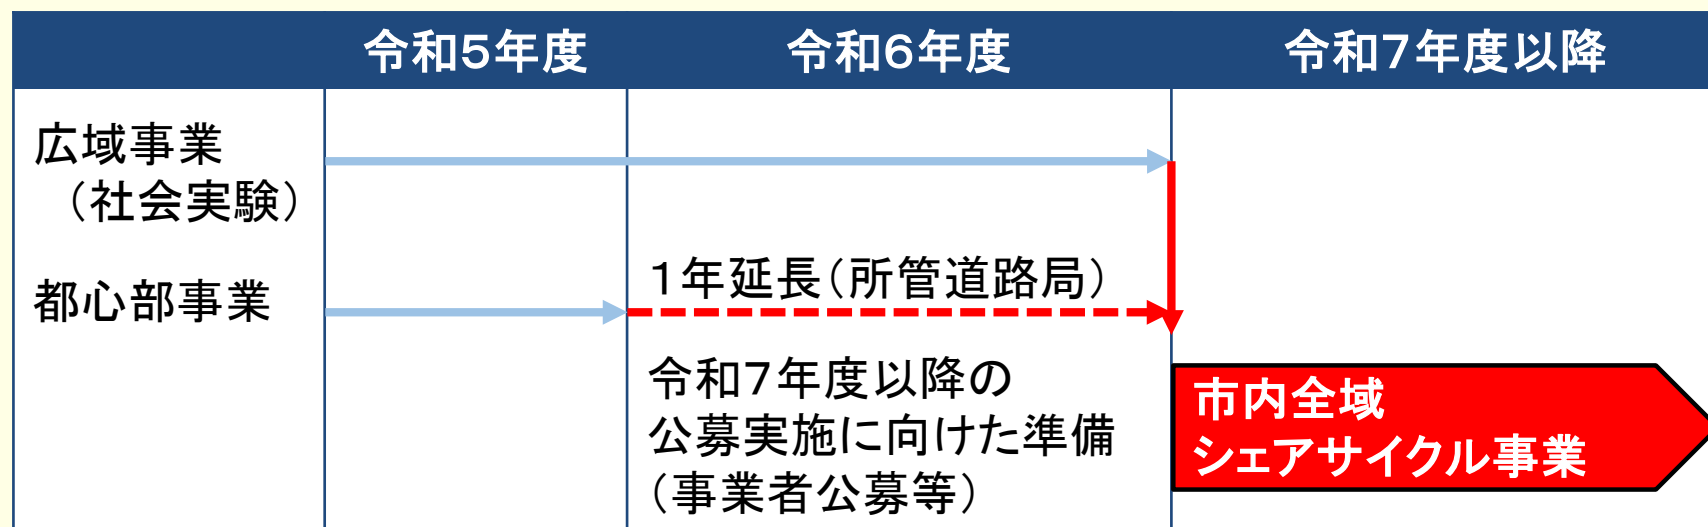 令和5年度
令和6年度
令和7年度以降
広域事業
（社会実験）
都心部事業
1年延長（所管道路局）
令和7年度以降の
公募実施に向けた準備
（事業者公募等）
市内全域
シェアサイクル事業